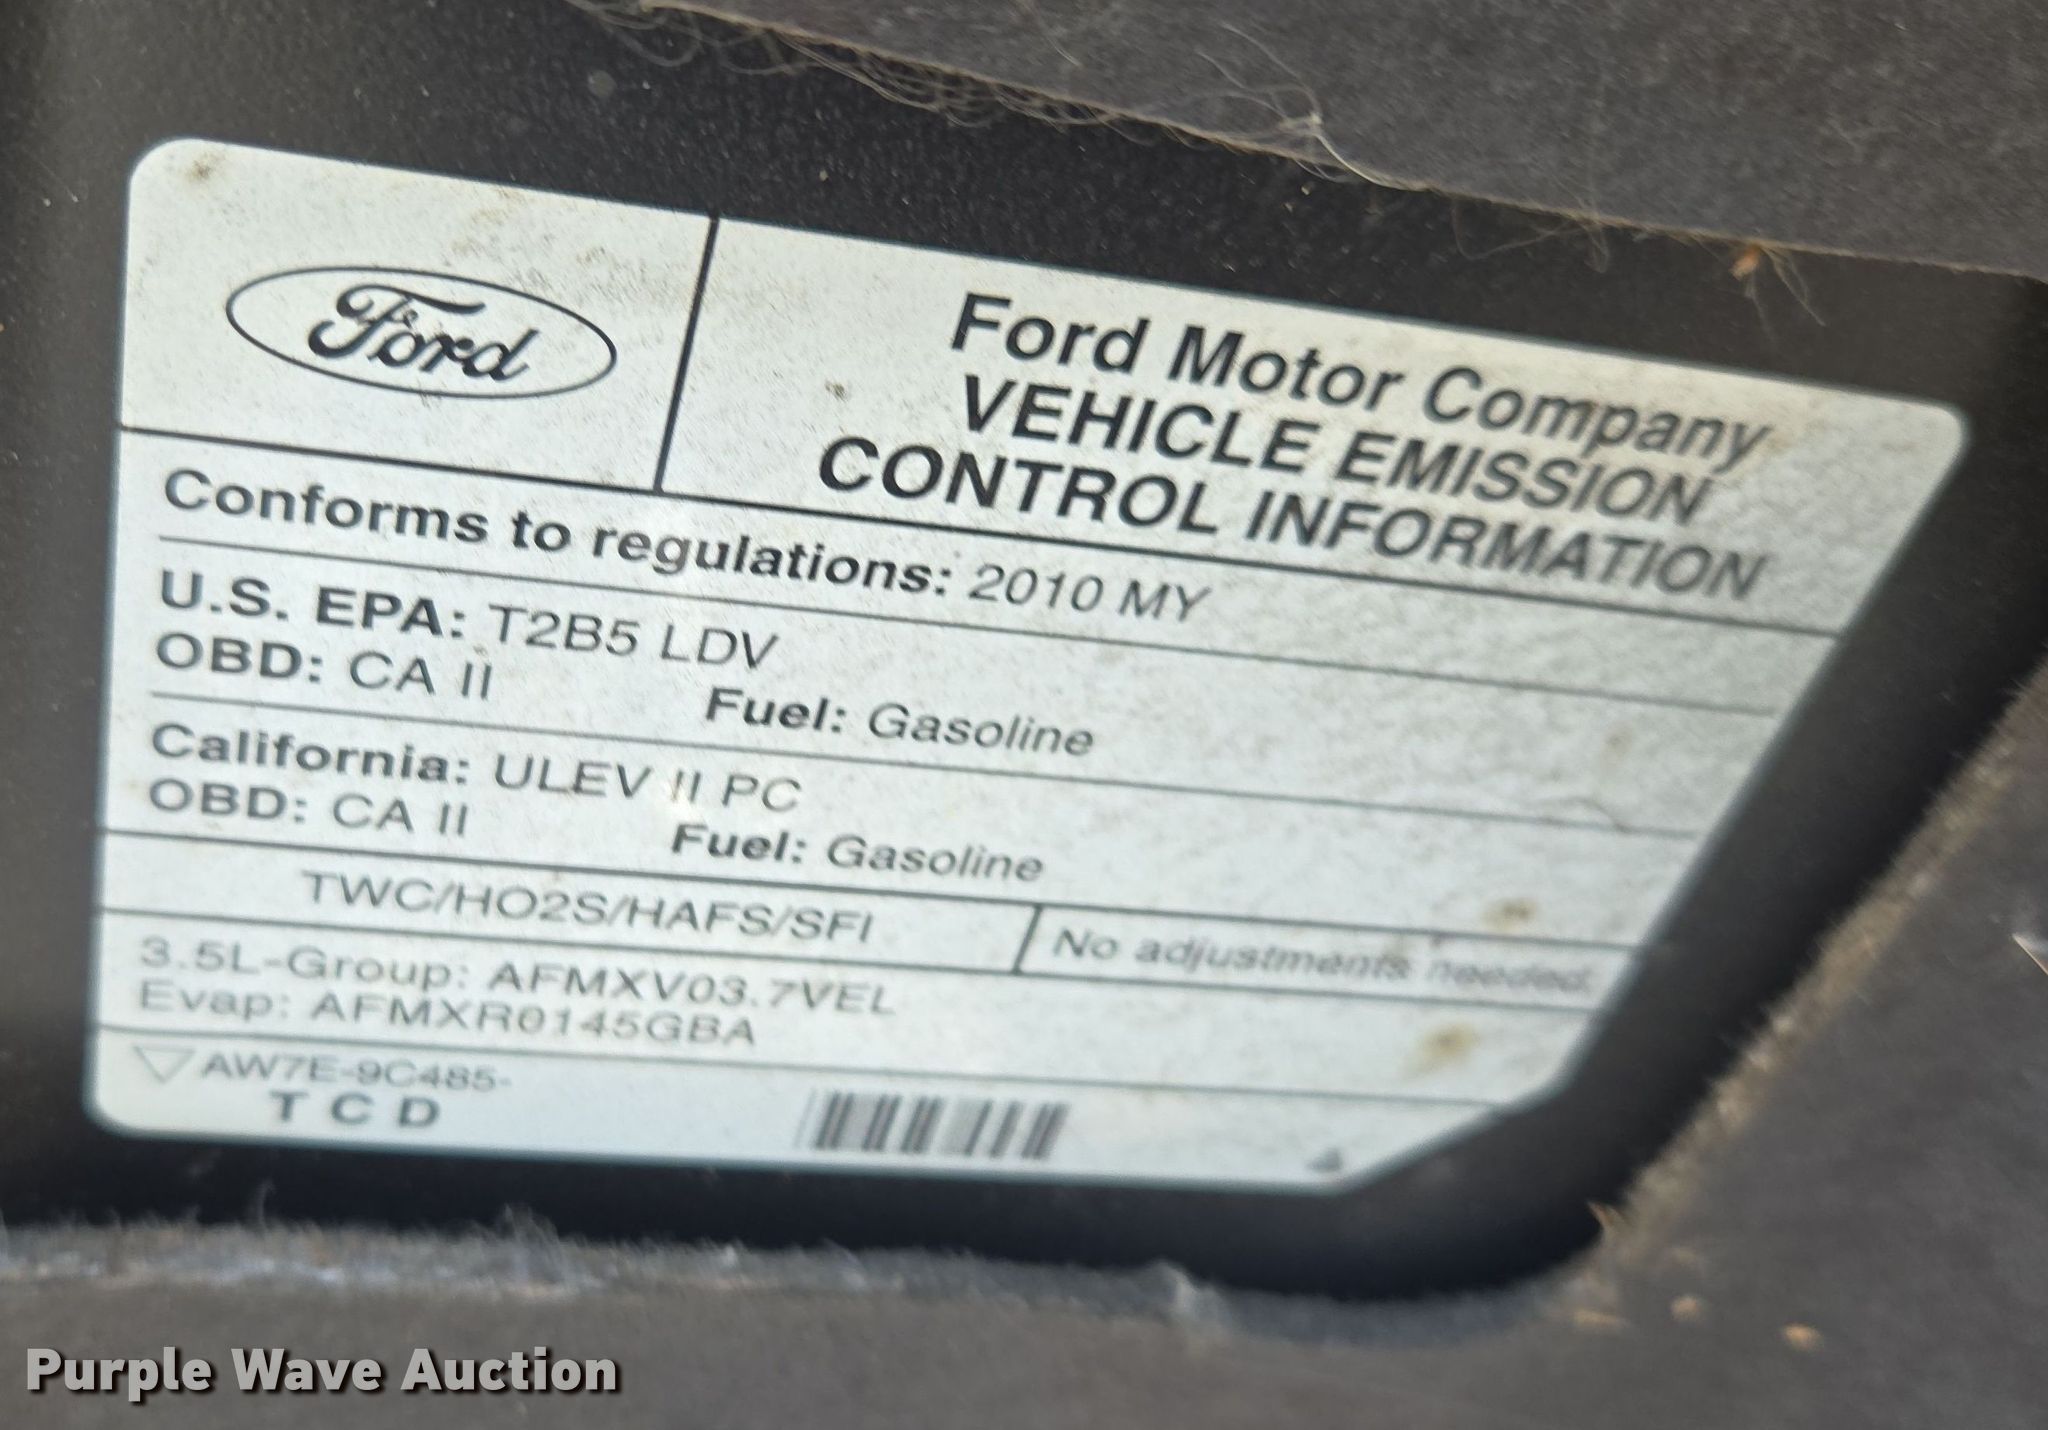 Ford
Ford Motor Company
VEHICLE EMISSION
CONTROL INFORMATION
Conforms to regulations: 2010 MY
U.S. EPA: T2B5 LDV
OBD: CA II Fuel: Gasoline
California: ULEV II PC
OBD: CA II Fuel: Gasoline
TWC/HO2S/HAFS/SFI No adjustments needed.
3.5L-Group: AFMXV03.7VEL
Evap: AFMXR0145GBA
AW7E-9C485-
T C D
Purple Wave Auction